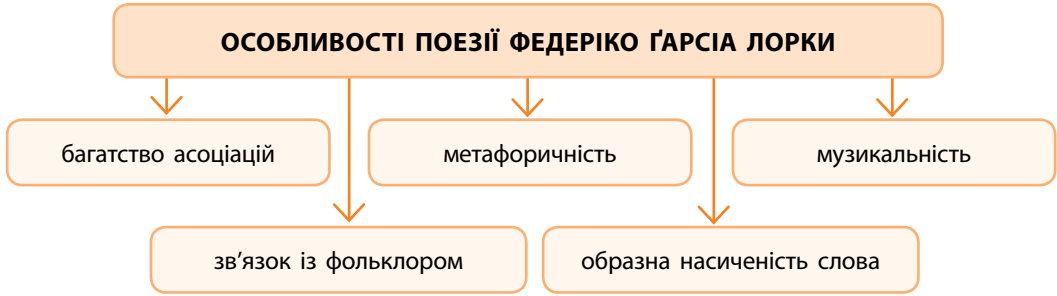 ОСОБЛИВОСТІ ПОЕЗІЇ ФЕДЕРІКО ҐАРСІА ЛОРКИ
багатство асоціацій
метафоричність
музикальність
зв’язок із фольклором
образна насиченість слова